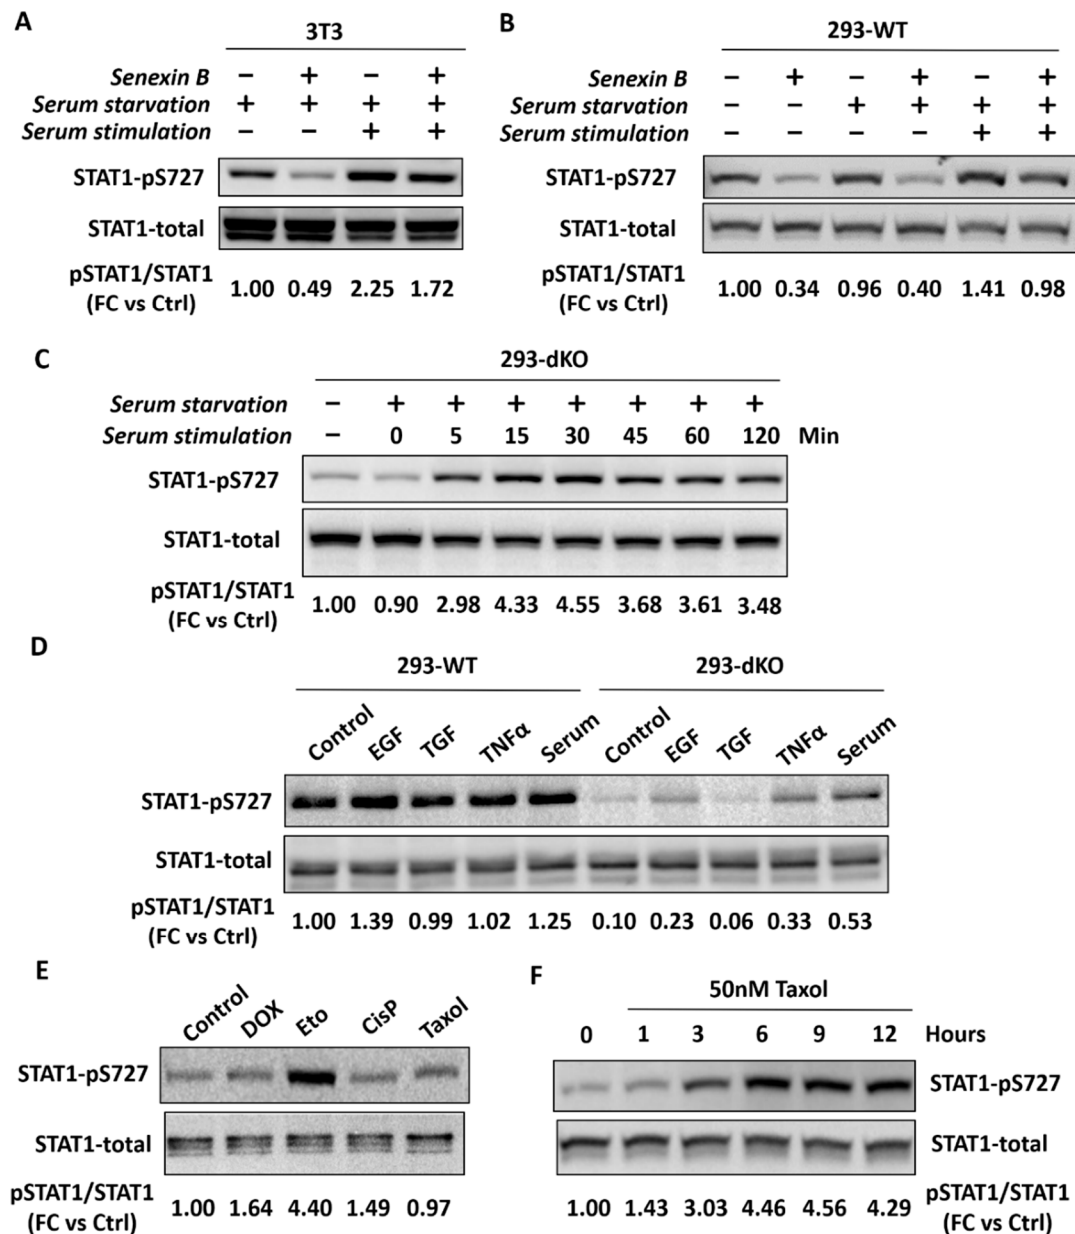 A
3T3
Senexin B − + − +
Serum starvation + + + +
Serum stimulation − − + +
STAT1-pS727
STAT1-total
pSTAT1/STAT1
(FC vs Ctrl)
1.00 0.49 2.25 1.72
B
293-WT
Senexin B − + − + − +
Serum starvation − − + + + +
Serum stimulation − − − − + +
STAT1-pS727
STAT1-total
pSTAT1/STAT1
(FC vs Ctrl)
1.00 0.34 0.96 0.40 1.41 0.98
C
293-dKO
Serum starvation − + + + + + + +
Serum stimulation − 0 5 15 30 45 60 120 Min
STAT1-pS727
STAT1-total
pSTAT1/STAT1
(FC vs Ctrl)
1.00 0.90 2.98 4.33 4.55 3.68 3.61 3.48
D
293-WT 293-dKO
Control EGF TGF TNFα Serum Control EGF TGF TNFα Serum
STAT1-pS727
STAT1-total
pSTAT1/STAT1
(FC vs Ctrl)
1.00 1.39 0.99 1.02 1.25 0.10 0.23 0.06 0.33 0.53
E
Control DOX Eto CisP Taxol
STAT1-pS727
STAT1-total
pSTAT1/STAT1
(FC vs Ctrl)
1.00 1.64 4.40 1.49 0.97
F
50nM Taxol
0 1 3 6 9 12 Hours
STAT1-pS727
STAT1-total
1.00 1.43 3.03 4.46 4.56 4.29
pSTAT1/STAT1
(FC vs Ctrl)